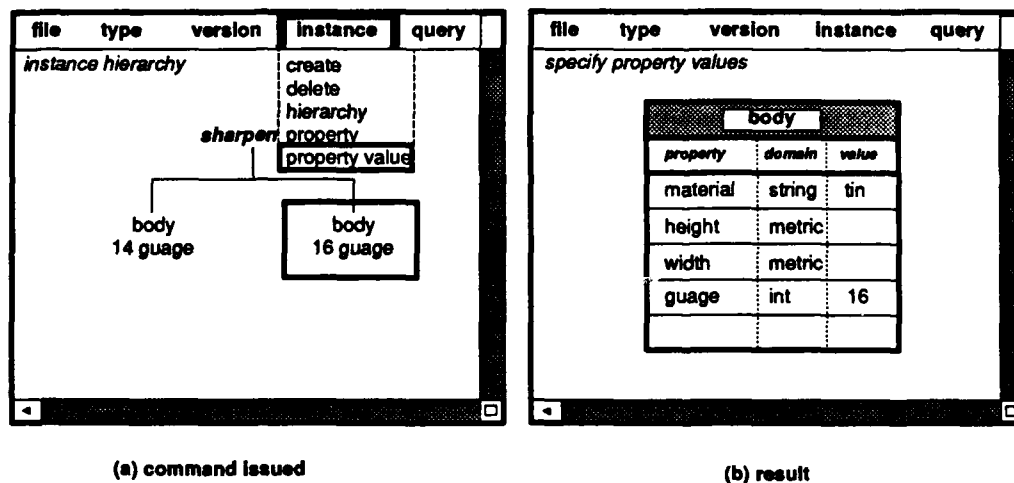 file type version instance query
instance hierarchy
create
delete
hierarchy
property
property value
sharpen
body
14 guage
body
16 guage
(a) command issued
file type version instance query
specify property values
body
property domain value
material string tin
height metric
width metric
guage int 16
(b) result